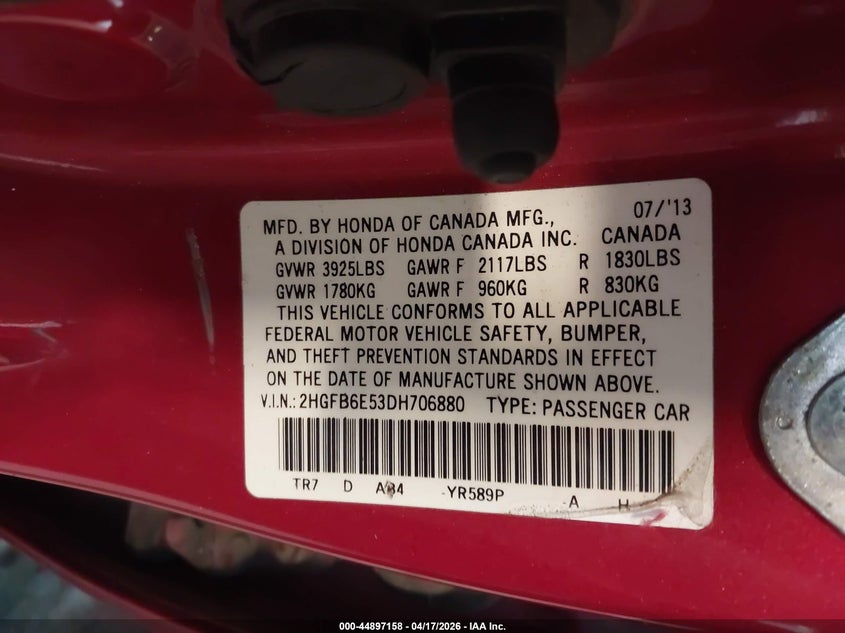 07/'13
MFD. BY HONDA OF CANADA MFG.,
A DIVISION OF HONDA CANADA INC. CANADA
GVWR 3925LBS GAWR F 2117LBS R 1830LBS
GVWR 1780KG GAWR F 960KG R 830KG
THIS VEHICLE CONFORMS TO ALL APPLICABLE
FEDERAL MOTOR VEHICLE SAFETY, BUMPER,
AND THEFT PREVENTION STANDARDS IN EFFECT
ON THE DATE OF MANUFACTURE SHOWN ABOVE.
V.I.N.: 2HGFB6E53DH706880 TYPE: PASSENGER CAR
TR7 D -YR589P -A H
000-44897158 - 04/17/2026 - IAA Inc.